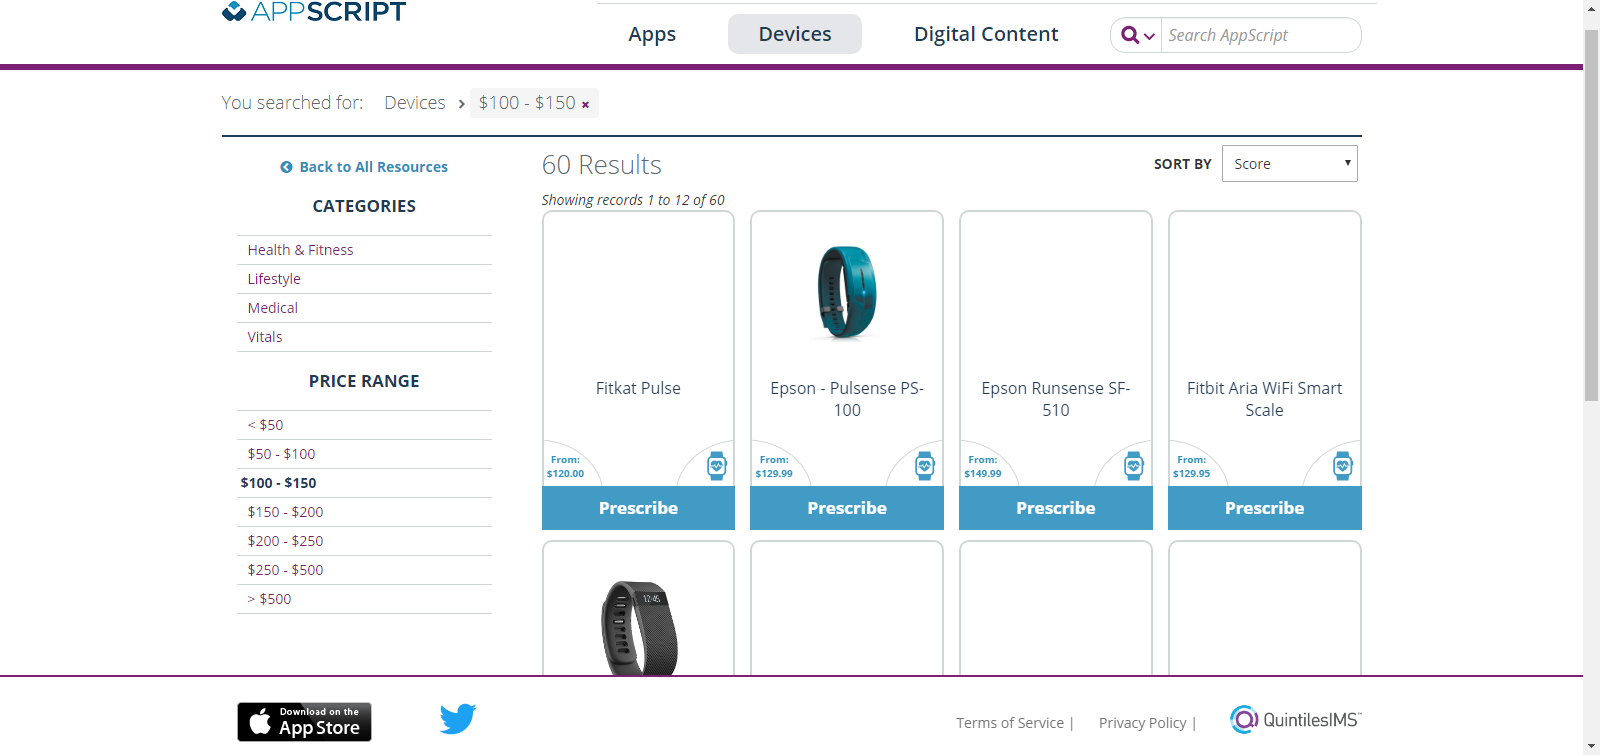 APPSCRIPT
Apps
Devices
Digital Content
Search AppScript
You searched for:
Devices
$100 - $150
Back to All Resources
CATEGORIES
Health & Fitness
Lifestyle
Medical
Vitals
PRICE RANGE
< $50
$50 - $100
$100 - $150
$150 - $200
$200 - $250
$250 - $500
> $500
60 Results
SORT BY
Score
Showing records 1 to 12 of 60
Fitkat Pulse
From:
$120.00
Prescribe
Epson - Pulsense PS-
100
From:
$129.99
Prescribe
Epson Runsense SF-
510
From:
$149.99
Prescribe
Fitbit Aria WiFi Smart
Scale
From:
$129.95
Prescribe
12:45
Download on the
App Store
Terms of Service |
Privacy Policy |
QuintilesIMS™